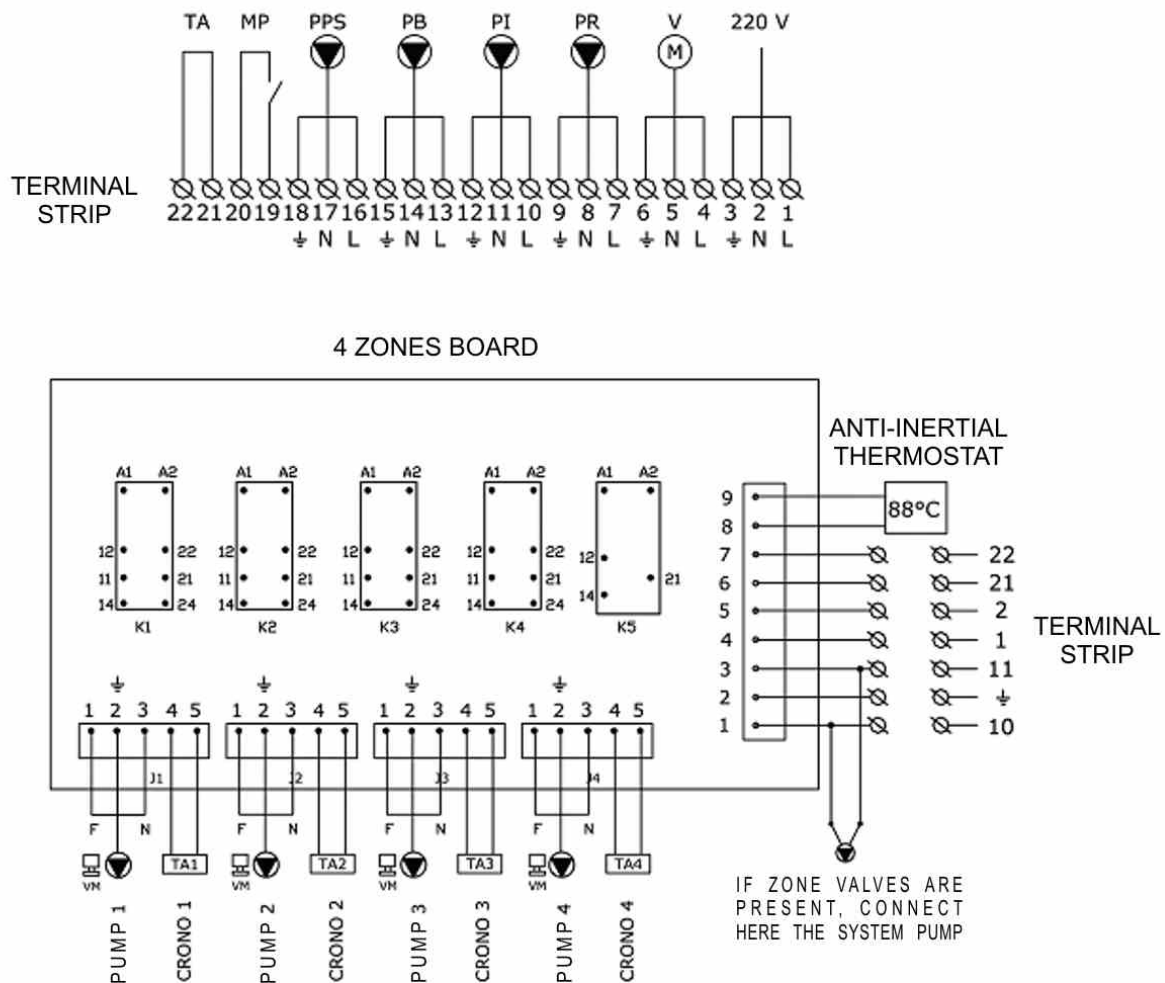 TA MP PPS PB PI PR V 220 V
M
TERMINAL
STRIP
22 21 20 19 18 17 16 15 14 13 12 11 10 9 8 7 6 5 4 3 2 1
⏚ N L ⏚ N L ⏚ N L ⏚ N L ⏚ N L ⏚ N L
4 ZONES BOARD
ANTI-INERTIAL
THERMOSTAT
A1 A2 A1 A2 A1 A2 A1 A2 A1 A2
9
88°C
8
12 22 12 22 12 22 12 22 12
7 22
11 21 11 21 11 21 11 21 21
6 21
14 24 14 24 14 24 14 24 14
5 2
K1 K2 K3 K4 K5
4 1
TERMINAL
STRIP
3 11
⏚ ⏚ ⏚ ⏚
2 ⏚
1 2 3 4 5 1 2 3 4 5 1 2 3 4 5 1 2 3 4 5
1 10
J1 J2 J3 J4
F N F N F N F N
VM TA1 VM TA2 VM TA3 VM TA4
PUMP 1
CRONO 1
PUMP 2
CRONO 2
PUMP 3
CRONO 3
PUMP 4
CRONO 4
IF ZONE VALVES ARE
PRESENT, CONNECT
HERE THE SYSTEM PUMP